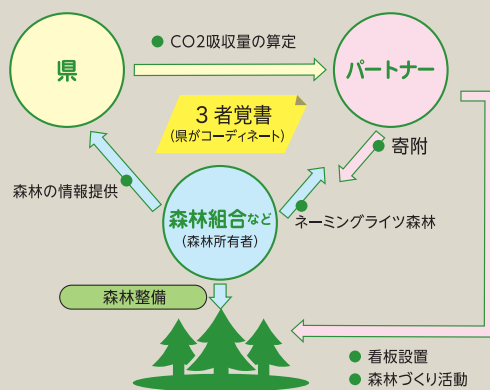 CO2吸収量の算定
県
パートナー
3者覚書
(県がコーディネート)
寄附
森林の情報提供
森林組合など
(森林所有者)
ネーミングライツ森林
森林整備
看板設置
森林づくり活動